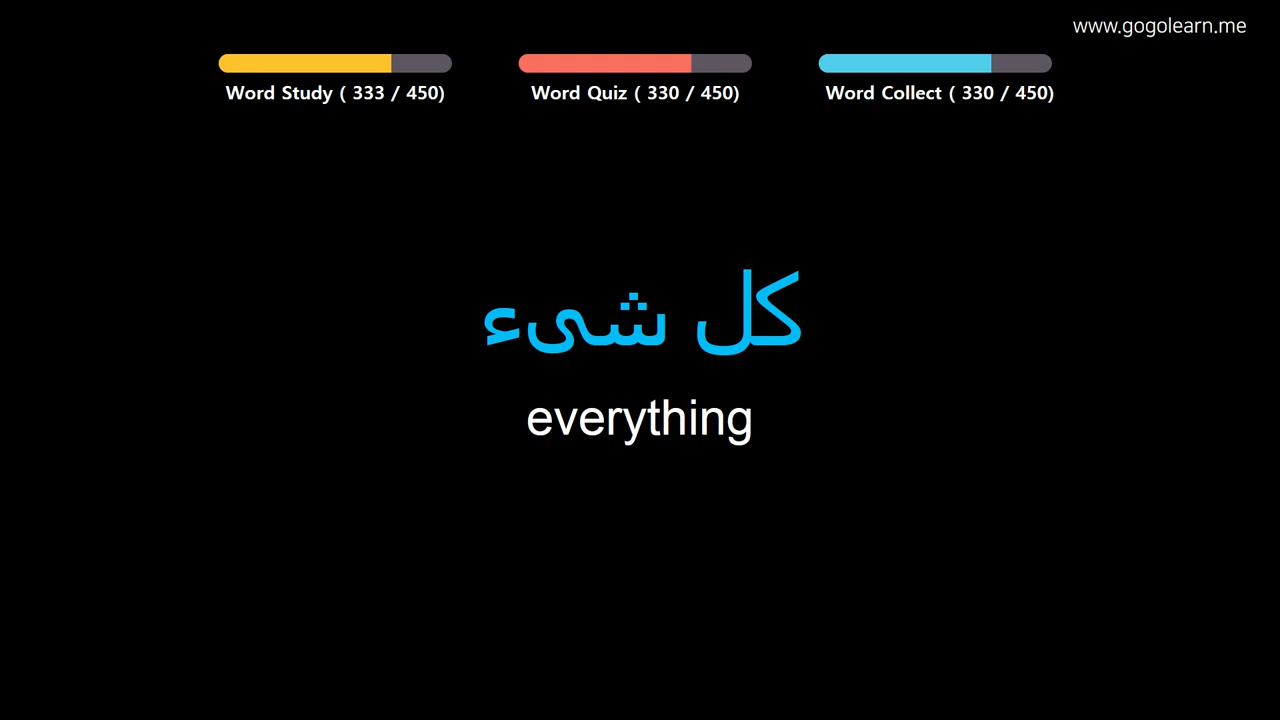 www.gogolearn.me
Word Study ( 333 / 450)
Word Quiz ( 330 / 450)
Word Collect ( 330 / 450)
كل شىء
everything